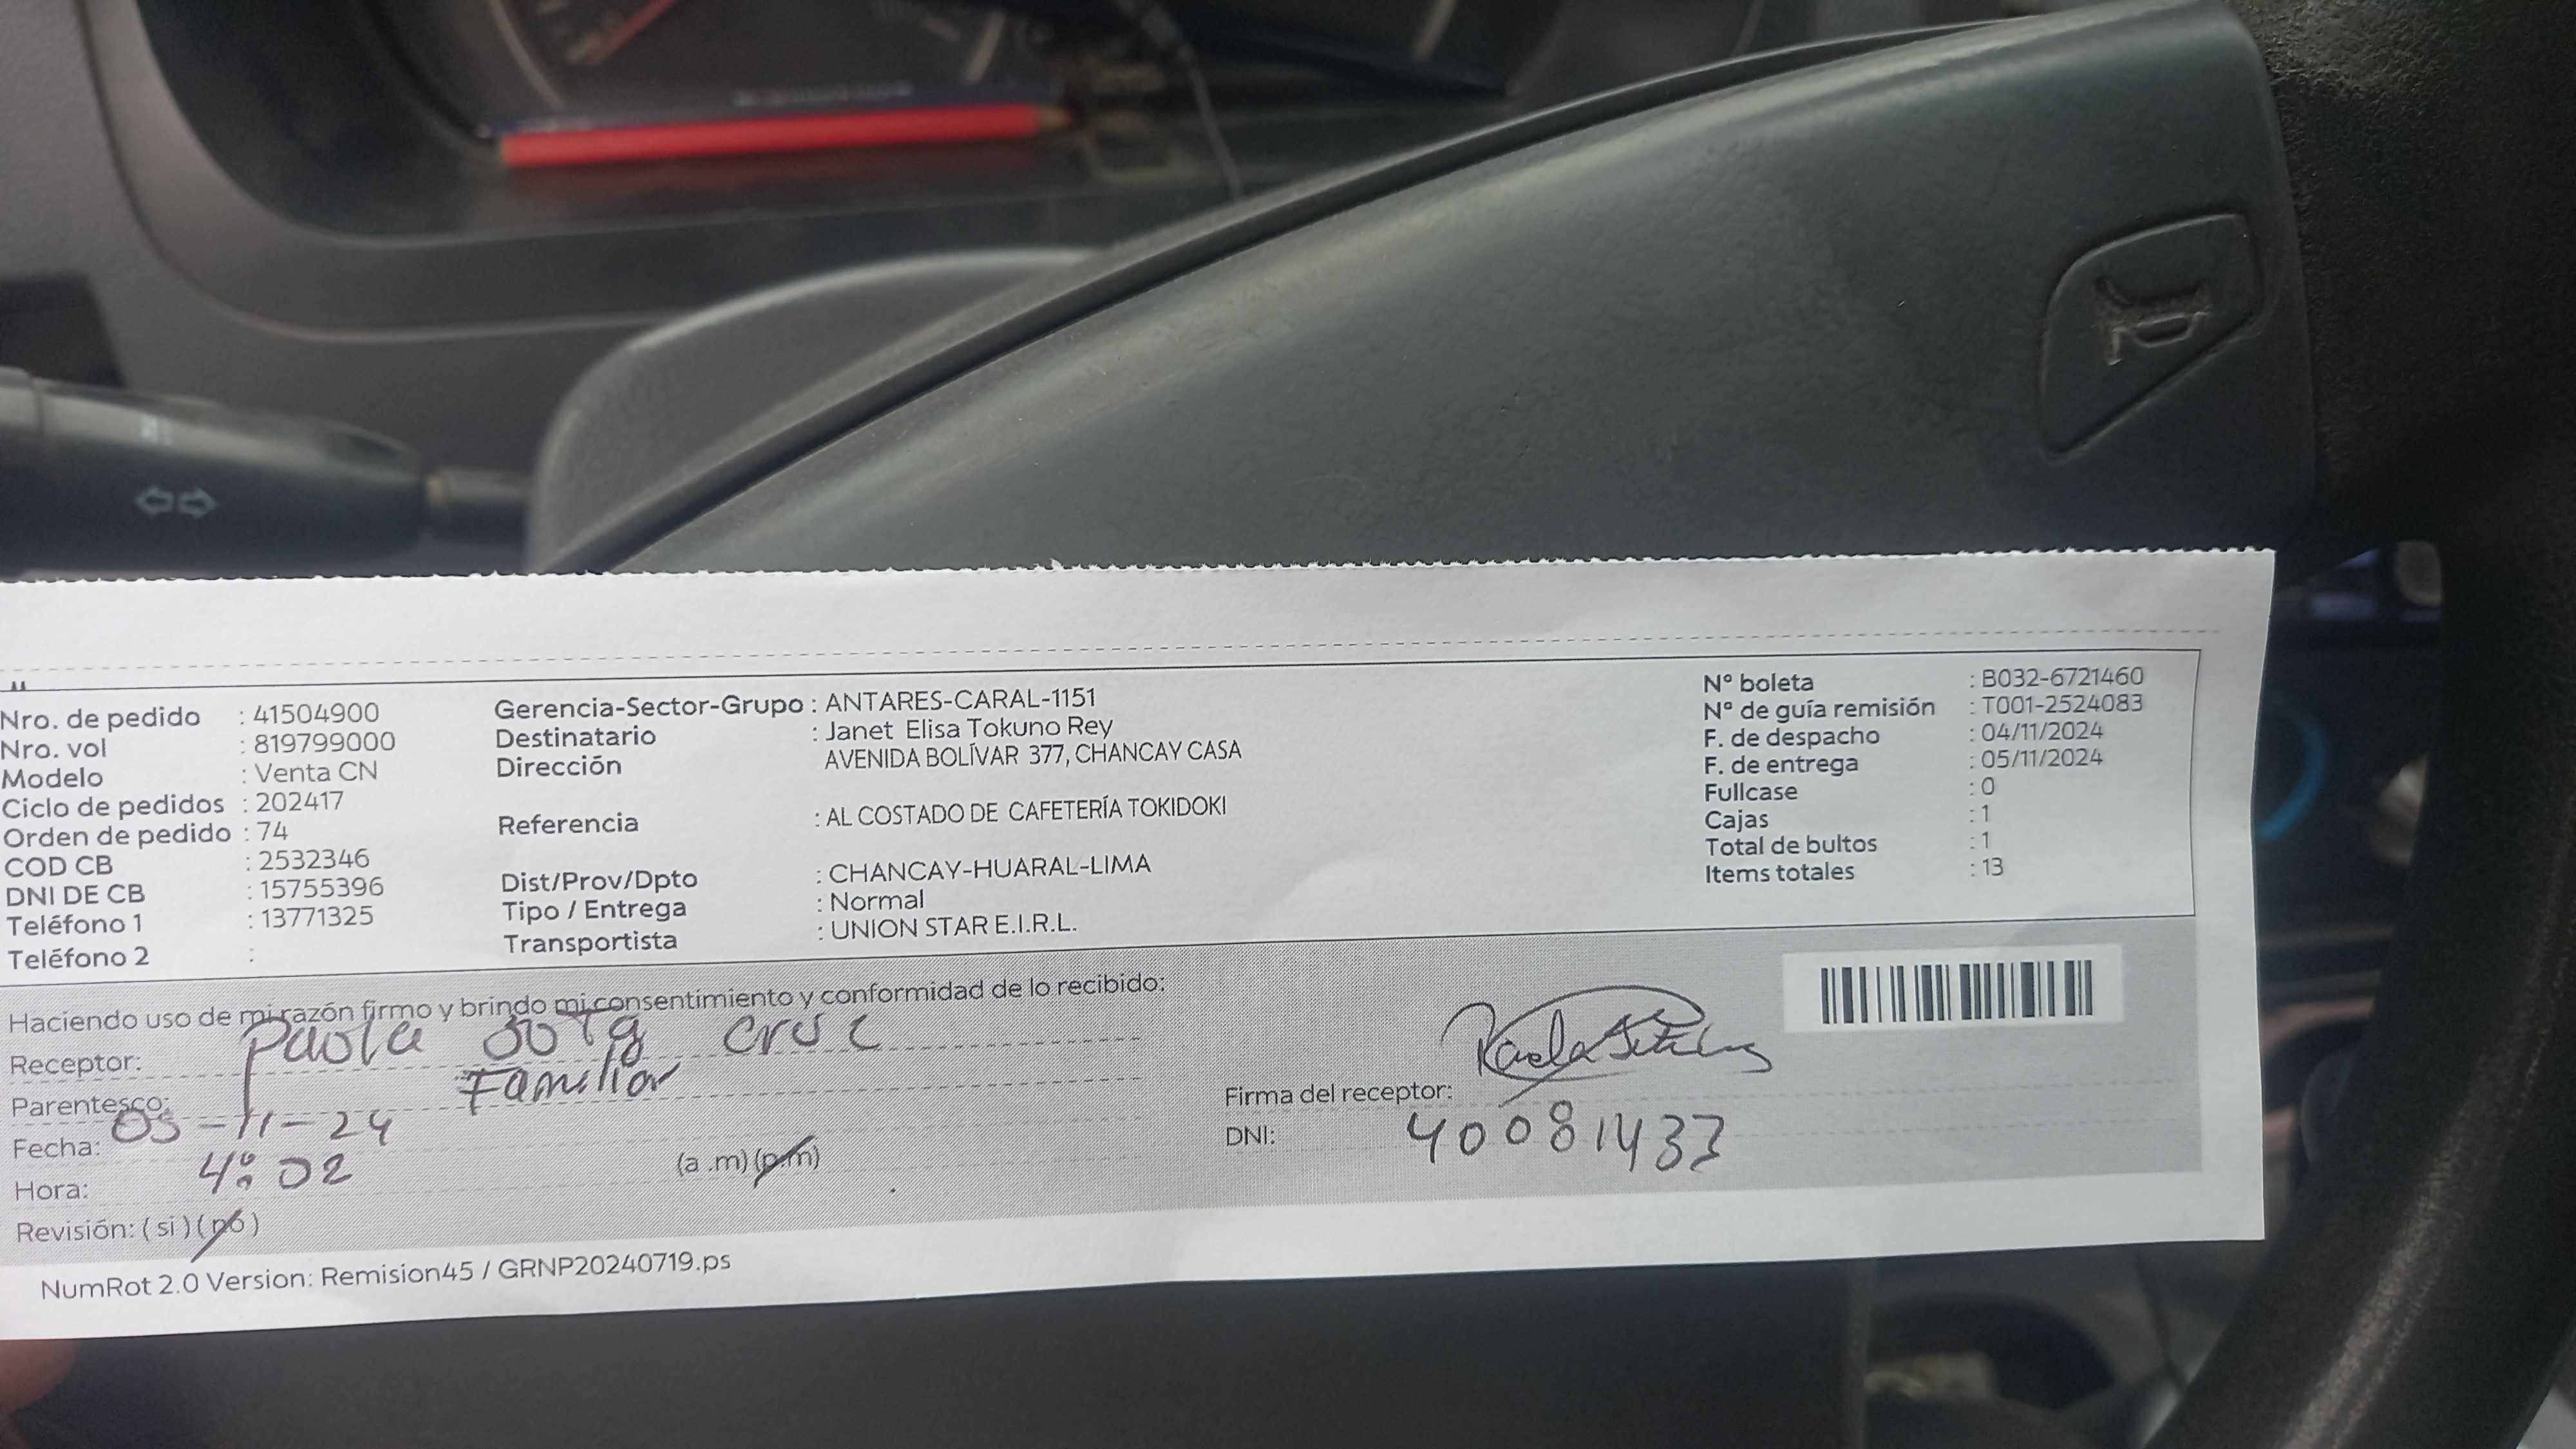 Nro. de pedido : 41504900
Nro. vol : 819799000
Modelo : Venta CN
Ciclo de pedidos : 202417
Orden de pedido : 74
COD CB : 2532346
DNI DE CB : 15755396
Teléfono 1 : 13771325
Teléfono 2 :
Gerencia-Sector-Grupo : ANTARES-CARAL-1151
Destinatario : Janet Elisa Tokuno Rey
Dirección AVENIDA BOLÍVAR 377, CHANCAY CASA
Referencia : AL COSTADO DE CAFETERÍA TOKIDOKI
Dist/Prov/Dpto : CHANCAY-HUARAL-LIMA
Tipo / Entrega : Normal
Transportista : UNION STAR E.I.R.L.
N° boleta : B032-6721460
N° de guía remisión : T001-2524083
F. de despacho : 04/11/2024
F. de entrega : 05/11/2024
Fullcase : 0
Cajas : 1
Total de bultos : 1
Items totales : 13
Haciendo uso de mi razón firmo y brindo mi consentimiento y conformidad de lo recibido:
Receptor: Paola
Parentesco: Familiar
Fecha: 05-11-24
Hora: 4:02 (a .m) (p.m)
Revisión: ( si ) ( no )
Firma del receptor:
DNI: 40081433
NumRot 2.0 Version: Remision45 / GRNP20240719.ps